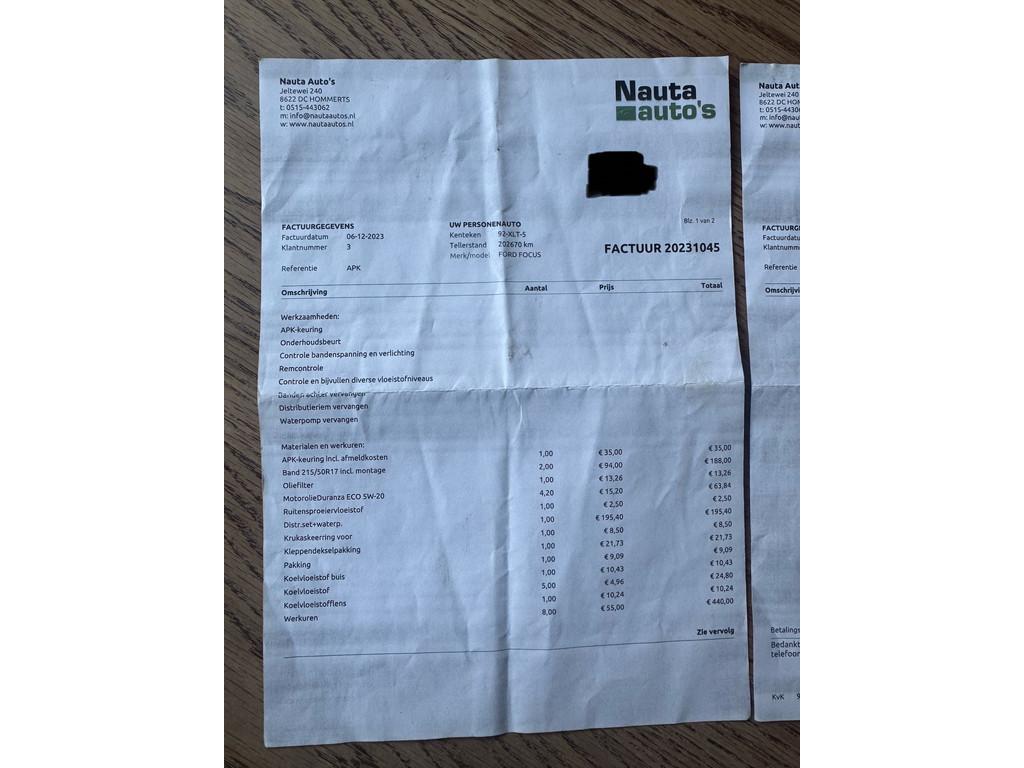 Nauta Auto's
Jeltewei 240
8622 DC HOMMERTS
t: 0515-443062
m: info@nautaautos.nl
w: www.nautaautos.nl
Nauta
auto's
Blz. 1 van 2
FACTUURGEGEVENS
Factuurdatum 06-12-2023
Klantnummer 3
Referentie APK
UW PERSONENAUTO
Kenteken 92-XLT-5
Tellerstand 202670 km
Merk/model FORD FOCUS
FACTUUR 20231045
Omschrijving Aantal Prijs Totaal
Werkzaamheden:
APK-keuring
Onderhoudsbeurt
Controle bandenspanning en verlichting
Remcontrole
Controle en bijvullen diverse vloeistofniveaus
Banden achter vervangen
Distributieriem vervangen
Waterpomp vervangen
Materialen en werkuren:
APK-keuring incl. afmeldkosten 1,00 € 35,00 € 35,00
Band 215/50R17 incl. montage 2,00 € 94,00 € 188,00
Oliefilter 1,00 € 13,26 € 13,26
MotorolieDuranza ECO 5W-20 4,20 € 15,20 € 63,84
Ruitensproeiervloeistof 1,00 € 2,50 € 2,50
Distr.set+waterp. 1,00 € 195,40 € 195,40
Krukaskeerring voor 1,00 € 8,50 € 8,50
Kleppendekselpakking 1,00 € 21,73 € 21,73
Pakking 1,00 € 9,09 € 9,09
Koelvloeistof buis 1,00 € 10,43 € 10,43
Koelvloeistof 5,00 € 4,96 € 24,80
Koelvloeistofflens 1,00 € 10,24 € 10,24
Werkuren 8,00 € 55,00 € 440,00
Zie vervolg
Nauta Aut
Jeltewei 240
8622 DC HOM
t: 0515-4430
m: info@nau
w: www.naut
FACTUURG
Factuurdatu
Klantnumm
Referentie
Omschrijvi
Betalings
Bedankt
telefoor
KvK 9